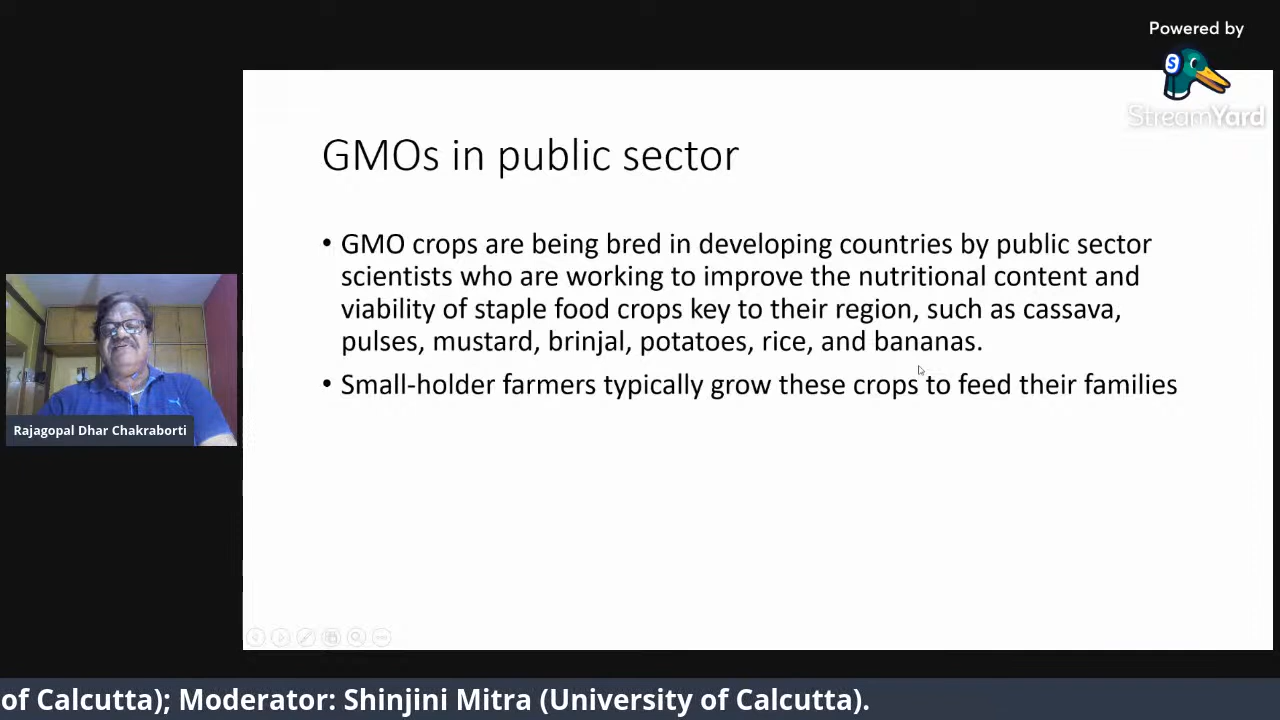 Powered by
S
StreamYard
GMOs in public sector
• GMO crops are being bred in developing countries by public sector
scientists who are working to improve the nutritional content and
viability of staple food crops key to their region, such as cassava,
pulses, mustard, brinjal, potatoes, rice, and bananas.
• Small-holder farmers typically grow these crops to feed their families
Rajagopal Dhar Chakraborti
of Calcutta); Moderator: Shinjini Mitra (University of Calcutta).